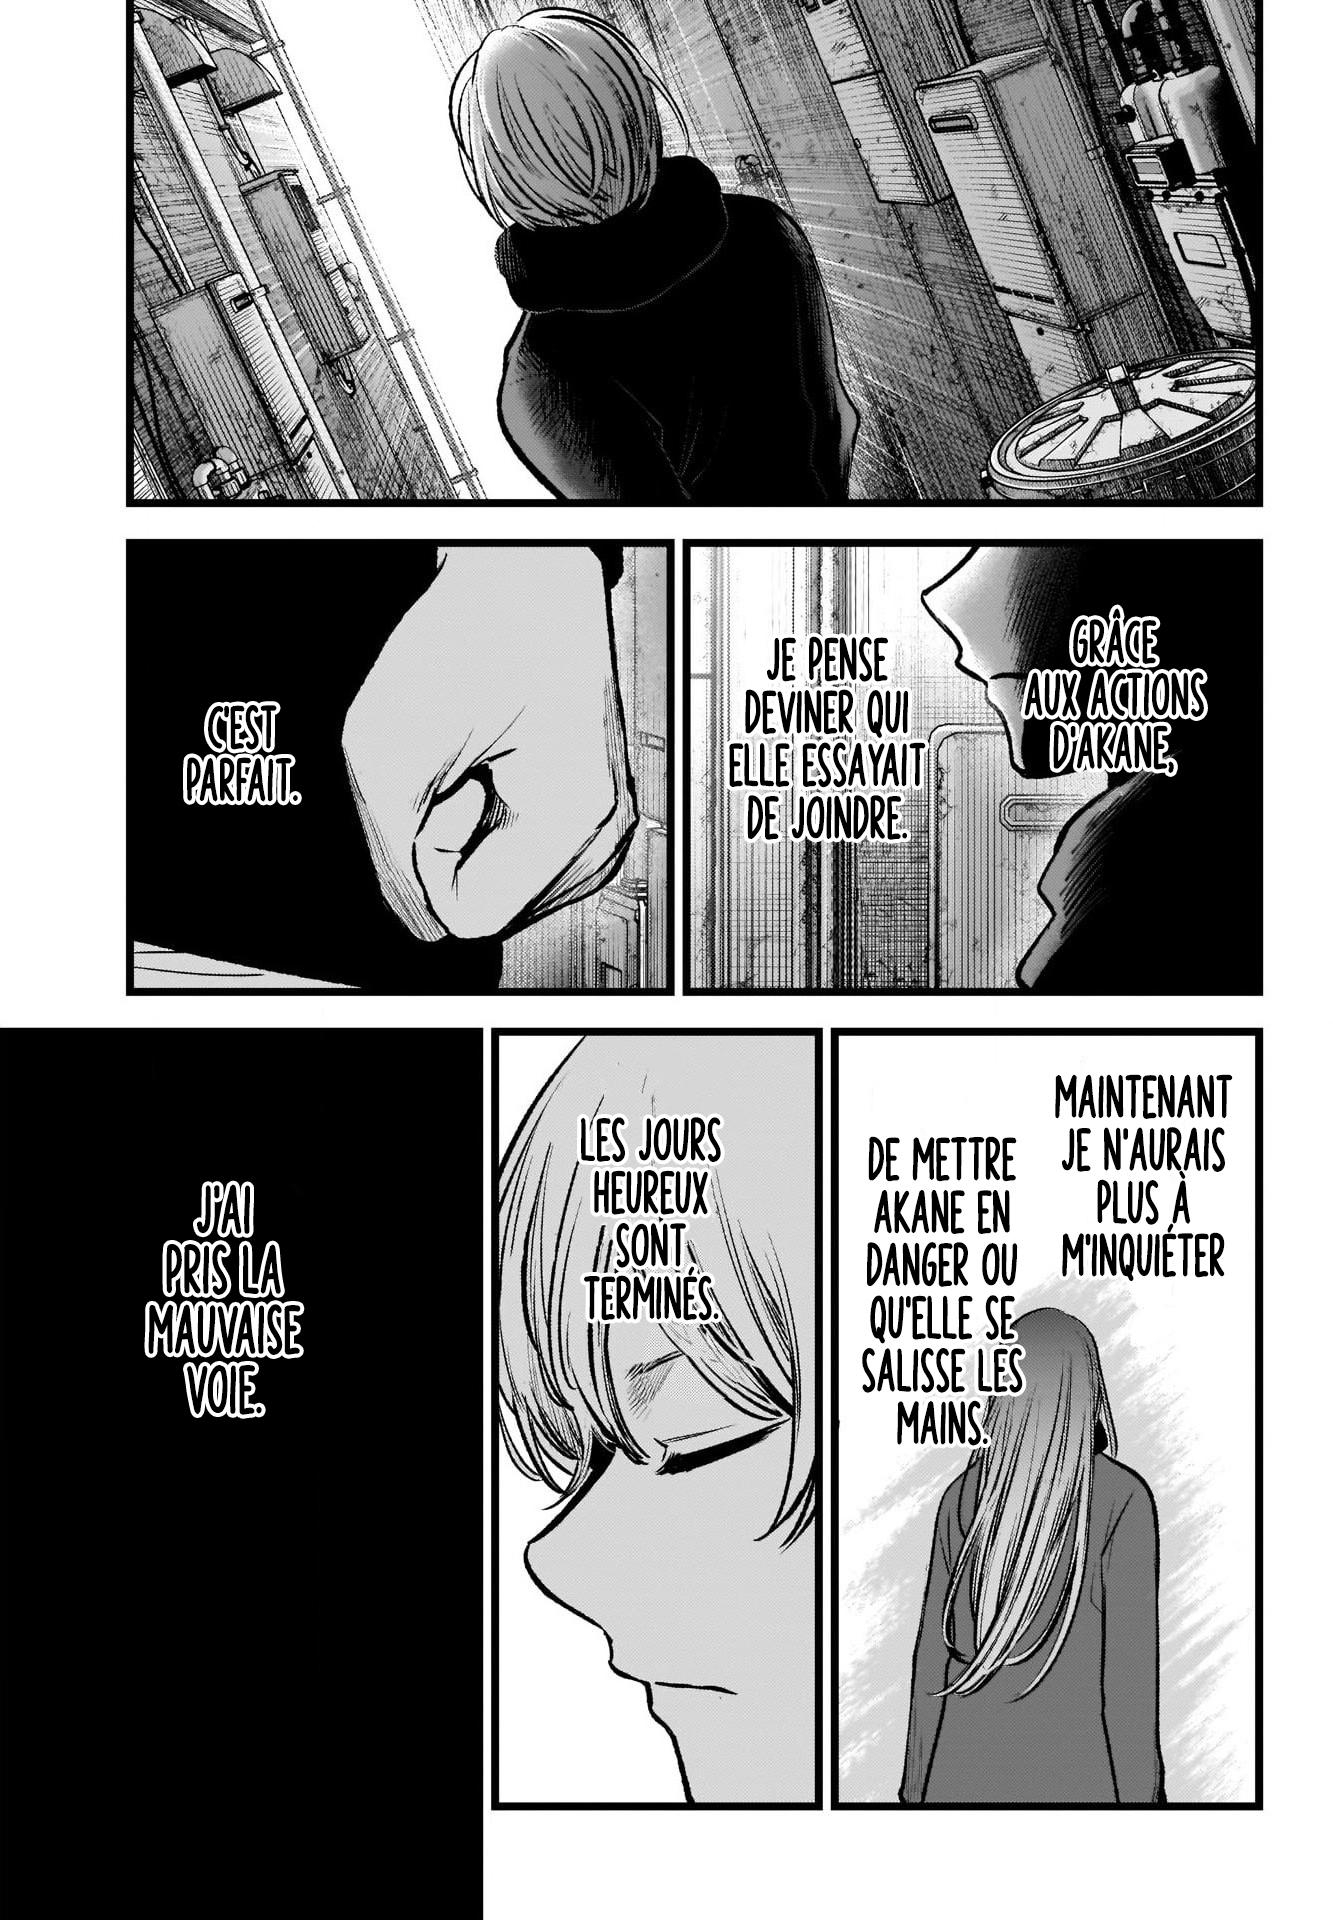 GRÂCE
AUX ACTIONS
D'AKANE,
JE PENSE
DEVINER QUI
ELLE ESSAYAIT
DE JOINDRE.
C'EST
PARFAIT.
MAINTENANT
JE N'AURAIS
PLUS À
M'INQUIÉTER
DE METTRE
AKANE EN
DANGER OU
QU'ELLE SE
SALISSE LES
MAINS.
LES JOURS
HEUREUX
SONT
TERMINÉS.
J'AI
PRIS LA
MAUVAISE
VOIE.